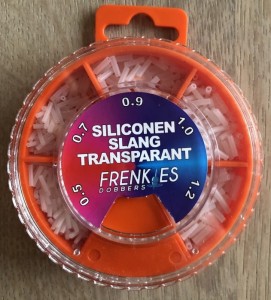 0.9
0.7
1.0
SILICONEN
SLANG
TRANSPARANT
0.5
1.2
FRENKIES
DOBBERS